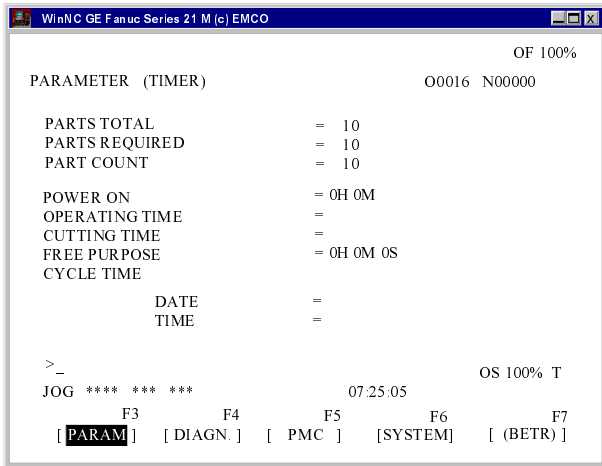 WinNC GE Fanuc Series 21 M (c) EMCO
OF 100%
PARAMETER (TIMER) O0016 N00000
PARTS TOTAL = 10
PARTS REQUIRED = 10
PART COUNT = 10
POWER ON = 0H 0M
OPERATING TIME =
CUTTING TIME =
FREE PURPOSE = 0H 0M 0S
CYCLE TIME
DATE =
TIME =
>_
OS 100% T
JOG **** *** *** 07:25:05
F3 F4 F5 F6 F7
[ PARAM ] [ DIAGN. ] [ PMC ] [SYSTEM] [ (BETR) ]